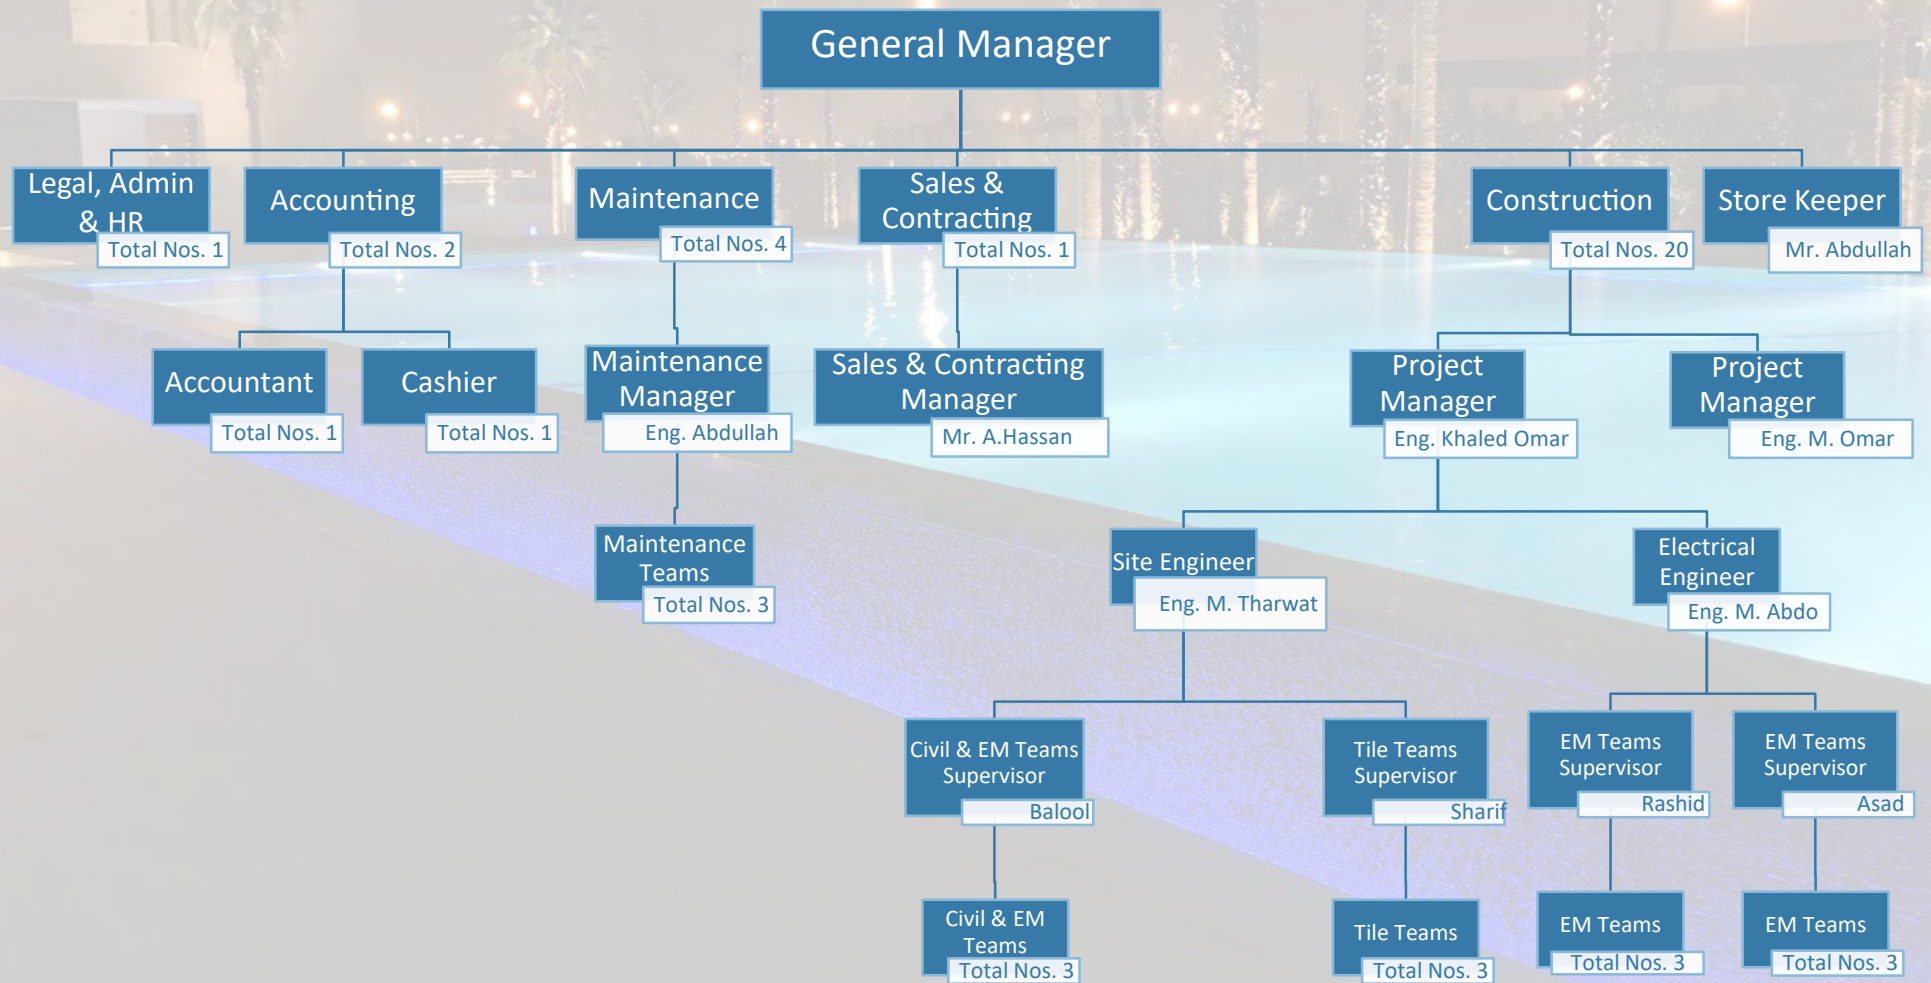 General Manager
Legal, Admin
& HR
Total Nos. 1
Accounting
Total Nos. 2
Maintenance
Total Nos. 4
Sales &
Contracting
Total Nos. 1
Construction
Total Nos. 20
Store Keeper
Mr. Abdullah
Accountant
Total Nos. 1
Cashier
Total Nos. 1
Maintenance
Manager
Eng. Abdullah
Sales & Contracting
Manager
Mr. A.Hassan
Project
Manager
Eng. Khaled Omar
Project
Manager
Eng. M. Omar
Maintenance
Teams
Total Nos. 3
Site Engineer
Eng. M. Tharwat
Electrical
Engineer
Eng. M. Abdo
Civil & EM Teams
Supervisor
Balool
Tile Teams
Supervisor
Sharif
EM Teams
Supervisor
Rashid
EM Teams
Supervisor
Asad
Civil & EM
Teams
Total Nos. 3
Tile Teams
Total Nos. 3
EM Teams
Total Nos. 3
EM Teams
Total Nos. 3